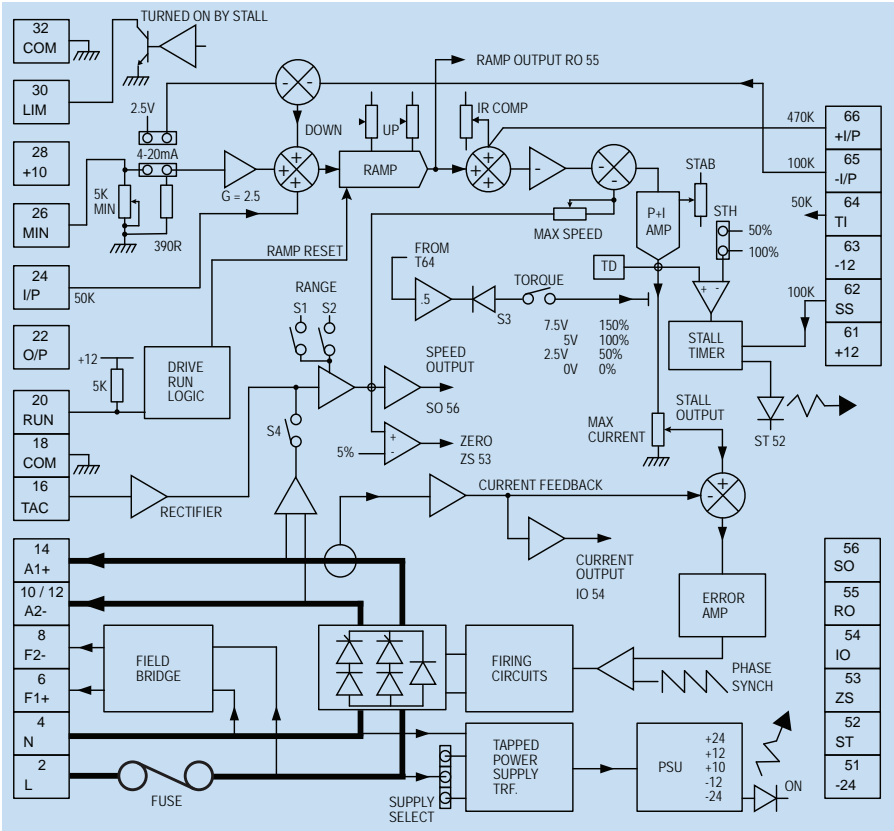 TURNED ON BY STALL
32
COM
30
LIM
28
+10
26
MIN
24
I/P
22
O/P
20
RUN
18
COM
16
TAC
14
A1+
10 / 12
A2-
8
F2-
6
F1+
4
N
2
L
2.5V
4-20mA
5K
MIN
390R
50K
G = 2.5
DOWN
UP
RAMP
RAMP OUTPUT RO 55
IR COMP
- -
+ + +
+ + +
- -
-
MAX SPEED
P+I
AMP
STAB
STH
50%
100%
470K
100K
50K
100K
66
+I/P
65
-I/P
64
TI
63
-12
62
SS
61
+12
RAMP RESET
FROM
T64
.5
S3
TORQUE
TD
+ -
7.5V 150%
5V 100%
2.5V 50%
0V 0%
STALL
TIMER
RANGE
S1 S2
+12
5K
DRIVE
RUN
LOGIC
SPEED
OUTPUT
SO 56
S4
5%
+
-
ZERO
ZS 53
MAX
CURRENT
STALL
OUTPUT
ST 52
RECTIFIER
CURRENT FEEDBACK
+
-
CURRENT
OUTPUT
IO 54
ERROR
AMP
FIELD
BRIDGE
FIRING
CIRCUITS
PHASE
SYNCH
FUSE
SUPPLY
SELECT
TAPPED
POWER
SUPPLY
TRF.
PSU
+24
+12
+10
-12
-24
ON
56
SO
55
RO
54
IO
53
ZS
52
ST
51
-24